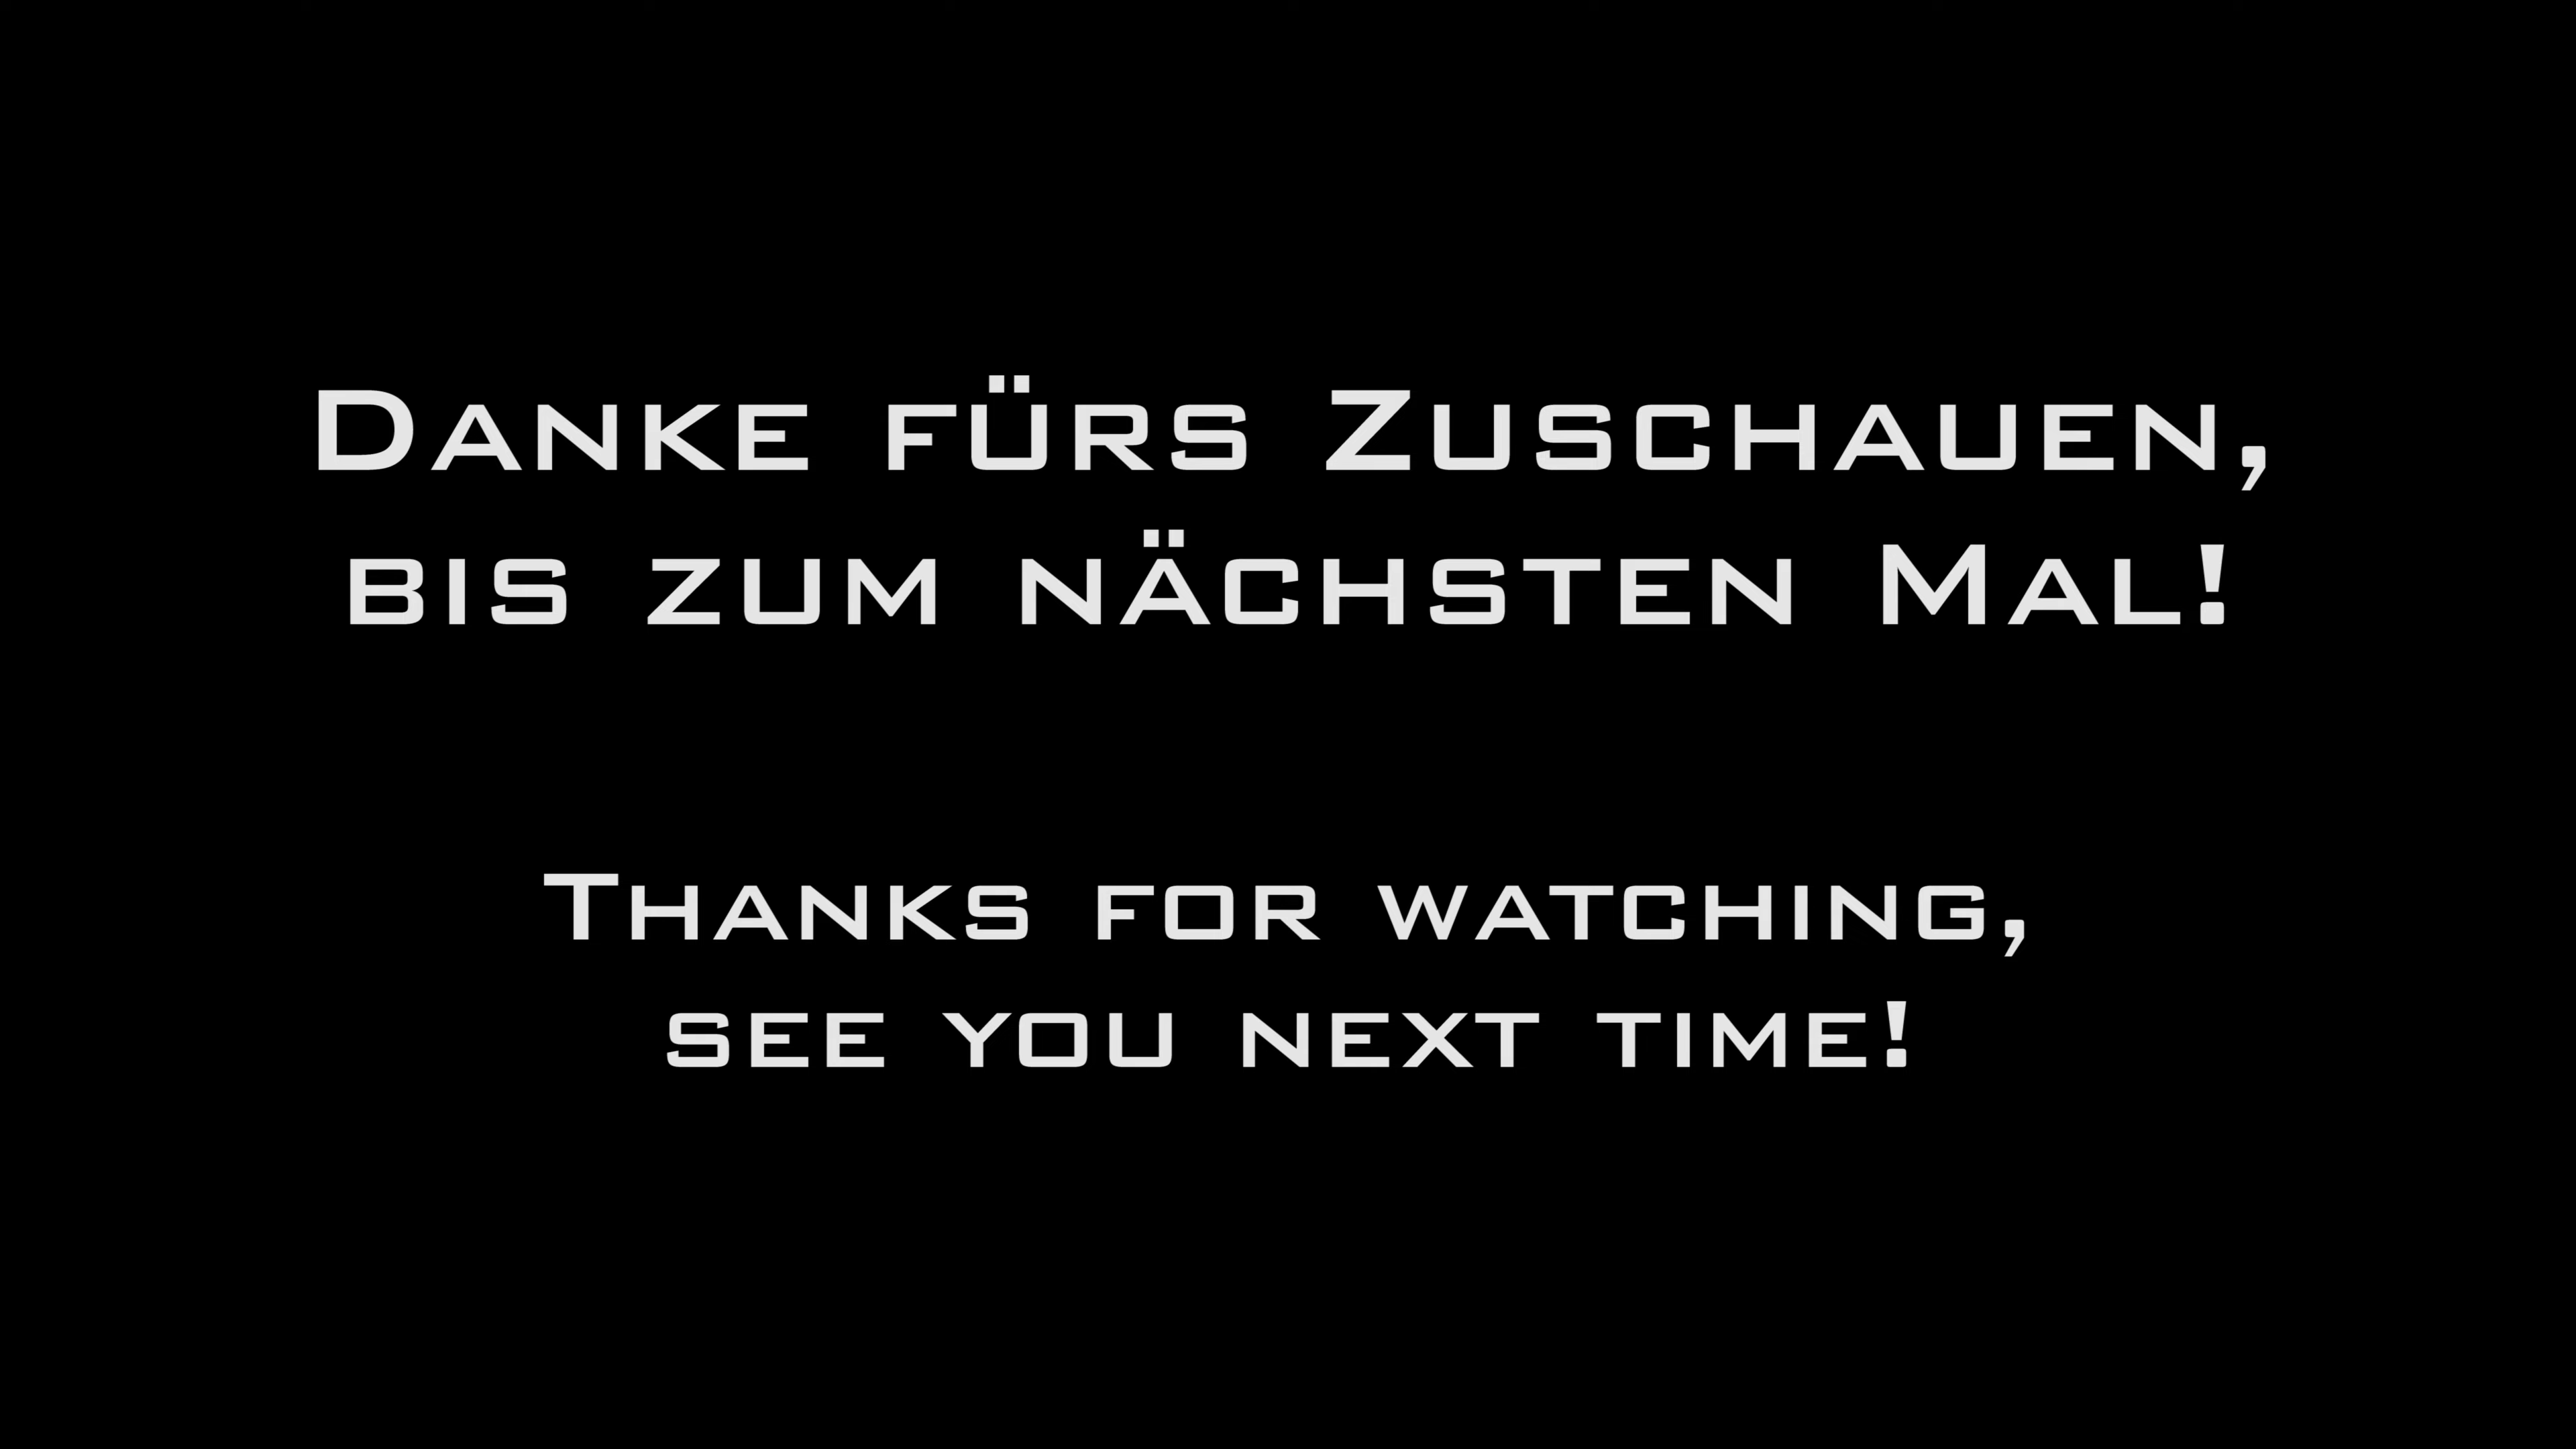 Danke fürs Zuschauen,
bis zum nächsten Mal!
Thanks for watching,
see you next time!